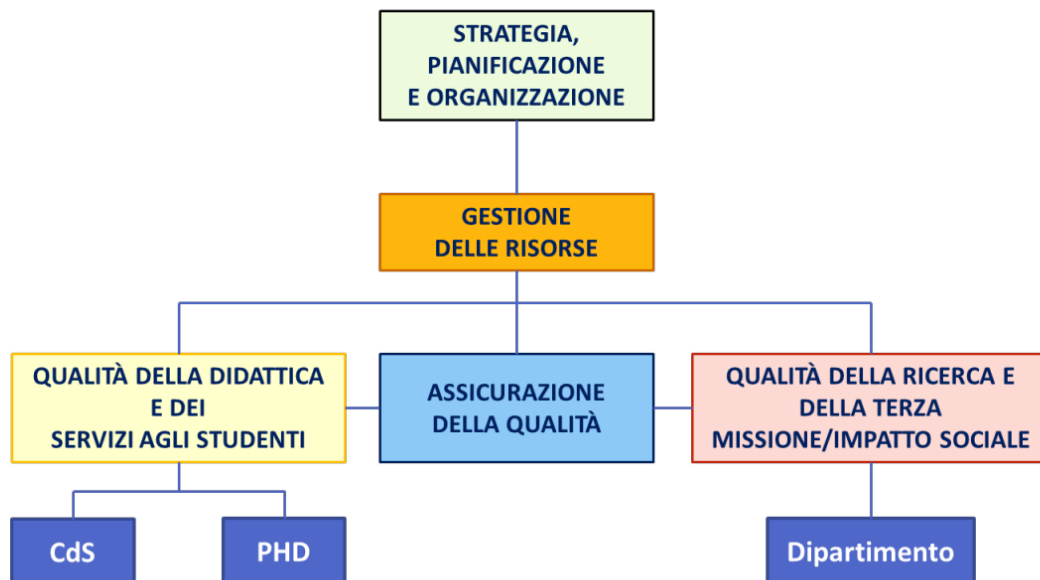 STRATEGIA,
PIANIFICAZIONE
E ORGANIZZAZIONE
GESTIONE
DELLE RISORSE
QUALITÀ DELLA DIDATTICA
E DEI
SERVIZI AGLI STUDENTI
ASSICURAZIONE
DELLA QUALITÀ
QUALITÀ DELLA RICERCA E
DELLA TERZA
MISSIONE/IMPATTO SOCIALE
CdS
PHD
Dipartimento